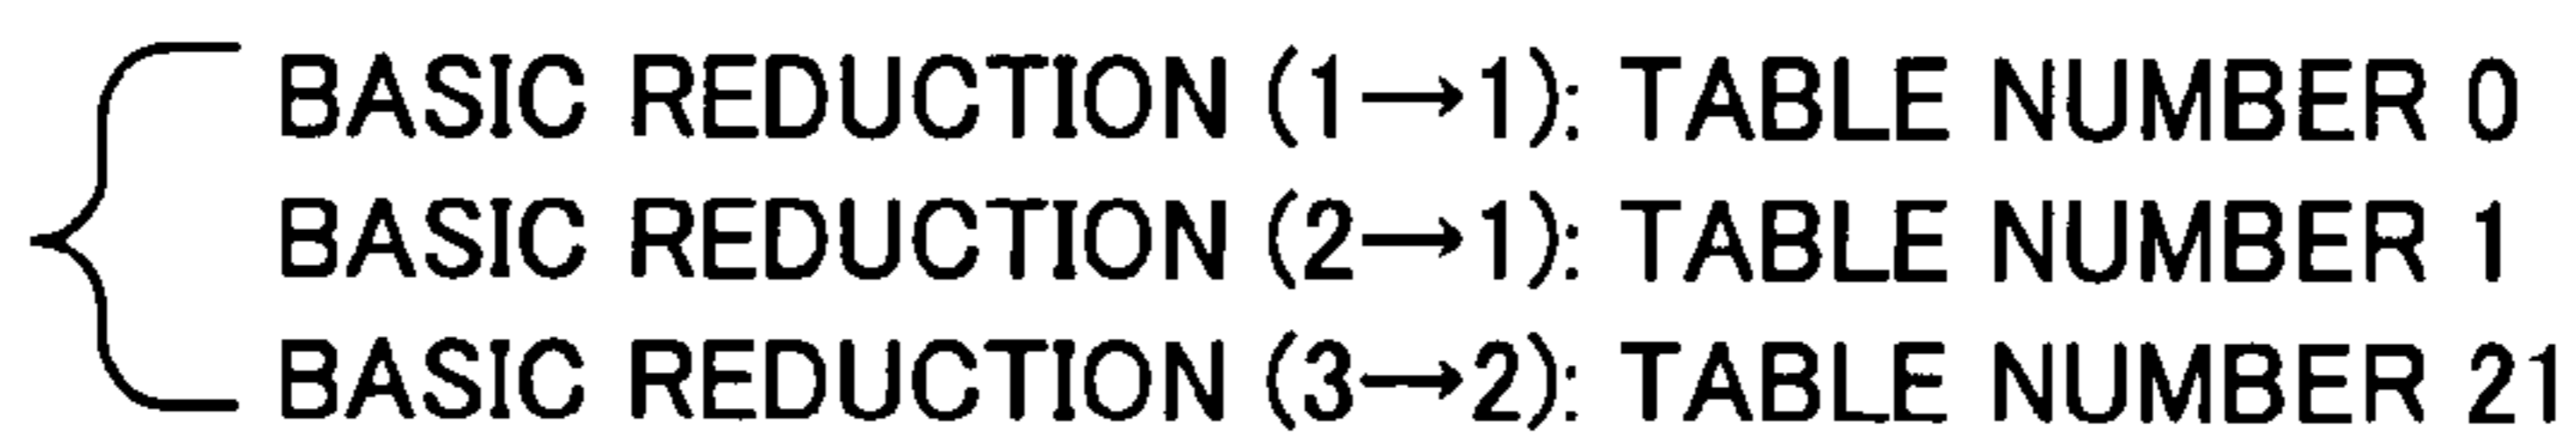 BASIC REDUCTION (1→1): TABLE NUMBER 0
BASIC REDUCTION (2→1): TABLE NUMBER 1
BASIC REDUCTION (3→2): TABLE NUMBER 21